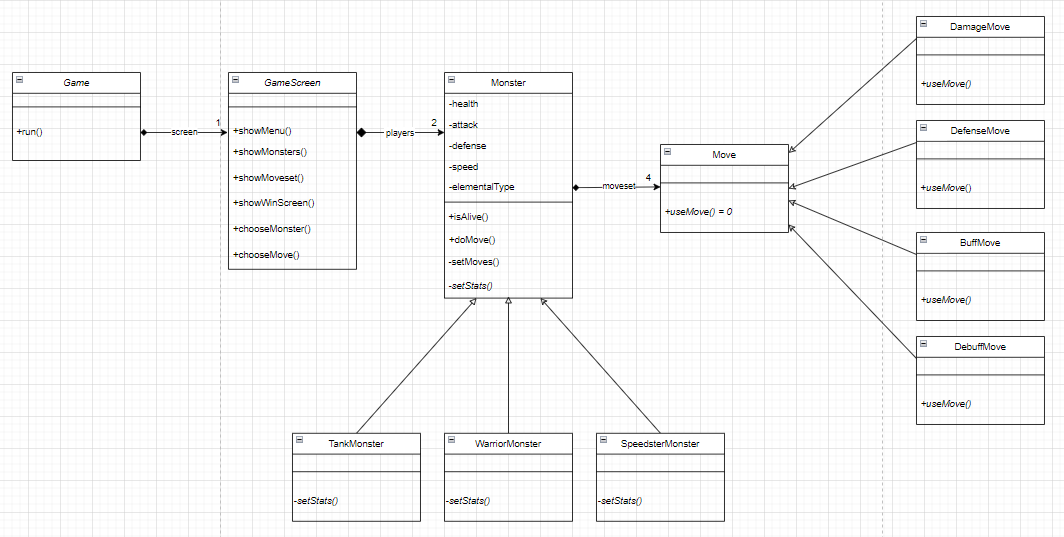 Game
+run()
screen
1
GameScreen
+showMenu()
+showMonsters()
+showMoveset()
+showWinScreen()
+chooseMonster()
+chooseMove()
players
2
Monster
-health
-attack
-defense
-speed
-elementalType
+isAlive()
+doMove()
-setMoves()
-setStats()
moveset
4
Move
+useMove() = 0
DamageMove
+useMove()
DefenseMove
+useMove()
BuffMove
+useMove()
DebuffMove
+useMove()
TankMonster
-setStats()
WarriorMonster
-setStats()
SpeedsterMonster
-setStats()